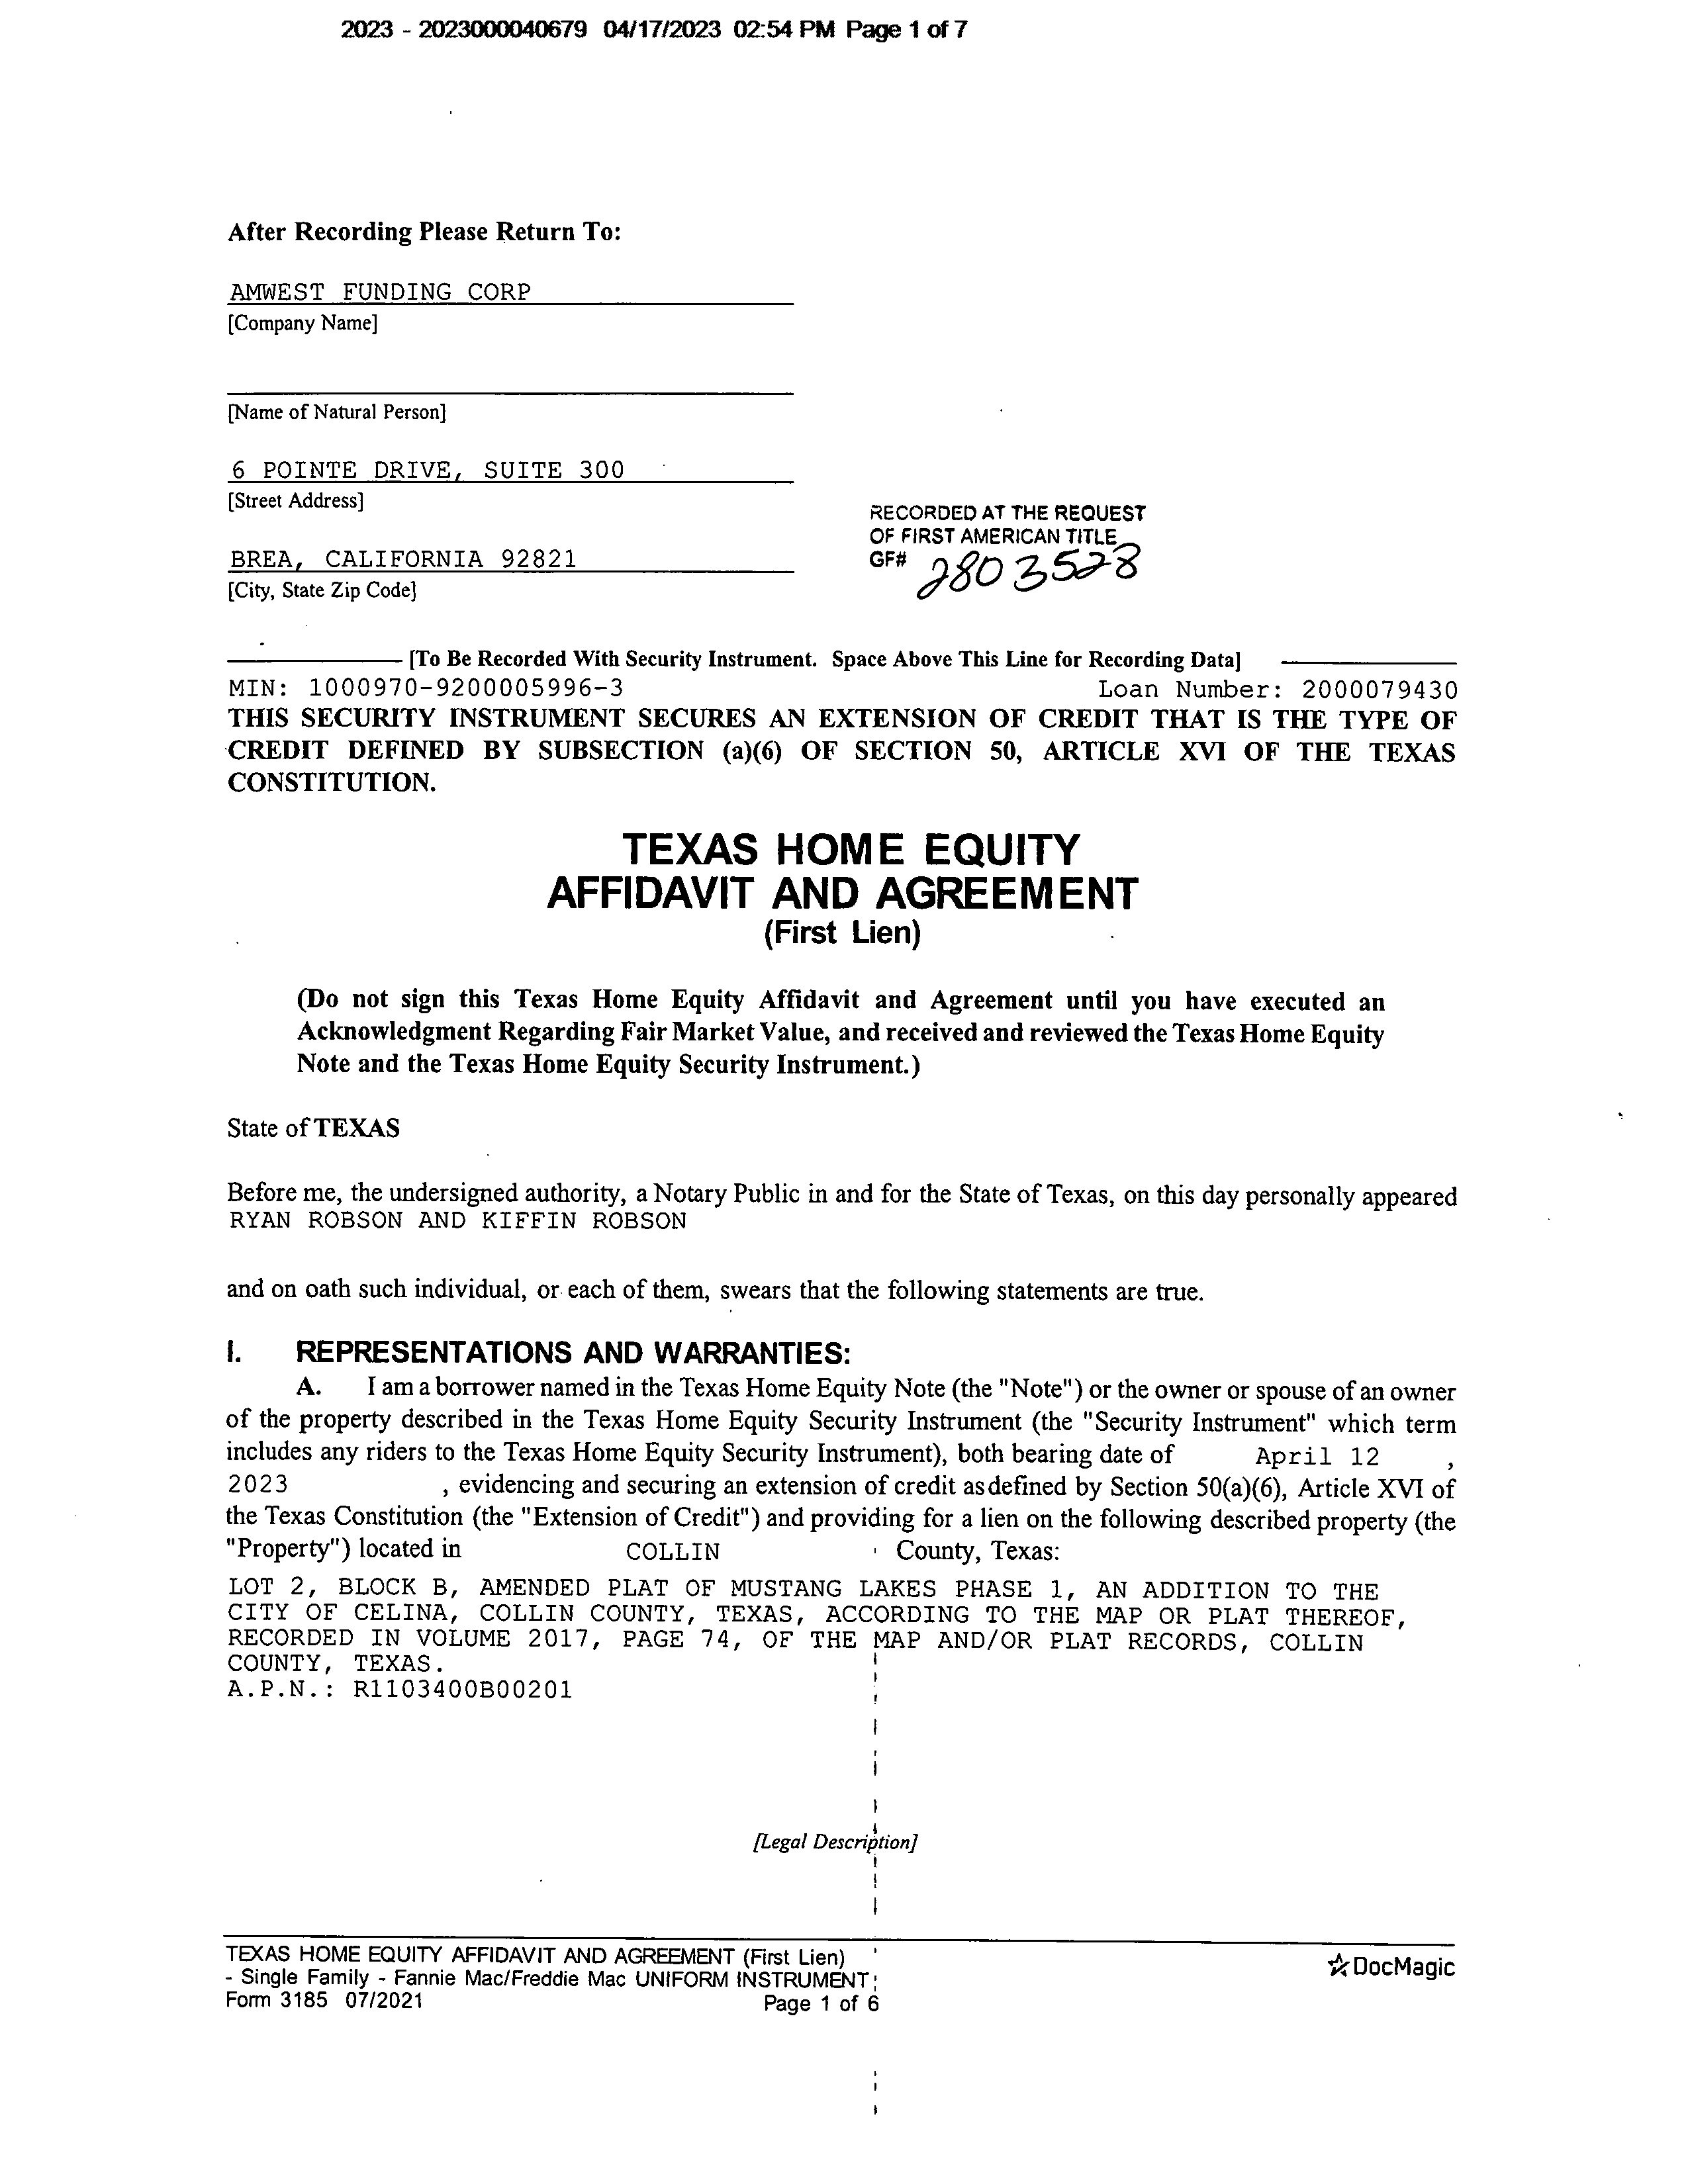 2023 - 2023000040679 04/17/2023 02:54 PM Page 1 of 7
After Recording Please Return To:
AMWEST FUNDING CORP
[Company Name]
[Name of Natural Person]
6 POINTE DRIVE, SUITE 300
[Street Address]
BREA, CALIFORNIA 92821
[City, State Zip Code]
RECORDED AT THE REQUEST
OF FIRST AMERICAN TITLE
GF# 2803528
[To Be Recorded With Security Instrument. Space Above This Line for Recording Data]
MIN: 1000970-9200005996-3 Loan Number: 2000079430
THIS SECURITY INSTRUMENT SECURES AN EXTENSION OF CREDIT THAT IS THE TYPE OF
CREDIT DEFINED BY SUBSECTION (a)(6) OF SECTION 50, ARTICLE XVI OF THE TEXAS
CONSTITUTION.
TEXAS HOME EQUITY
AFFIDAVIT AND AGREEMENT
(First Lien)
(Do not sign this Texas Home Equity Affidavit and Agreement until you have executed an
Acknowledgment Regarding Fair Market Value, and received and reviewed the Texas Home Equity
Note and the Texas Home Equity Security Instrument.)
State of TEXAS
Before me, the undersigned authority, a Notary Public in and for the State of Texas, on this day personally appeared
RYAN ROBSON AND KIFFIN ROBSON
and on oath such individual, or each of them, swears that the following statements are true.
I. REPRESENTATIONS AND WARRANTIES:
A. I am a borrower named in the Texas Home Equity Note (the "Note") or the owner or spouse of an owner
of the property described in the Texas Home Equity Security Instrument (the "Security Instrument" which term
includes any riders to the Texas Home Equity Security Instrument), both bearing date of April 12 ,
2023 , evidencing and securing an extension of credit as defined by Section 50(a)(6), Article XVI of
the Texas Constitution (the "Extension of Credit") and providing for a lien on the following described property (the
"Property") located in COLLIN County, Texas:
LOT 2, BLOCK B, AMENDED PLAT OF MUSTANG LAKES PHASE 1, AN ADDITION TO THE
CITY OF CELINA, COLLIN COUNTY, TEXAS, ACCORDING TO THE MAP OR PLAT THEREOF,
RECORDED IN VOLUME 2017, PAGE 74, OF THE MAP AND/OR PLAT RECORDS, COLLIN
COUNTY, TEXAS.
A.P.N.: R1103400B00201
[Legal Description]
TEXAS HOME EQUITY AFFIDAVIT AND AGREEMENT (First Lien)
- Single Family - Fannie Mac/Freddie Mac UNIFORM INSTRUMENT
Form 3185 07/2021 Page 1 of 6
DocMagic